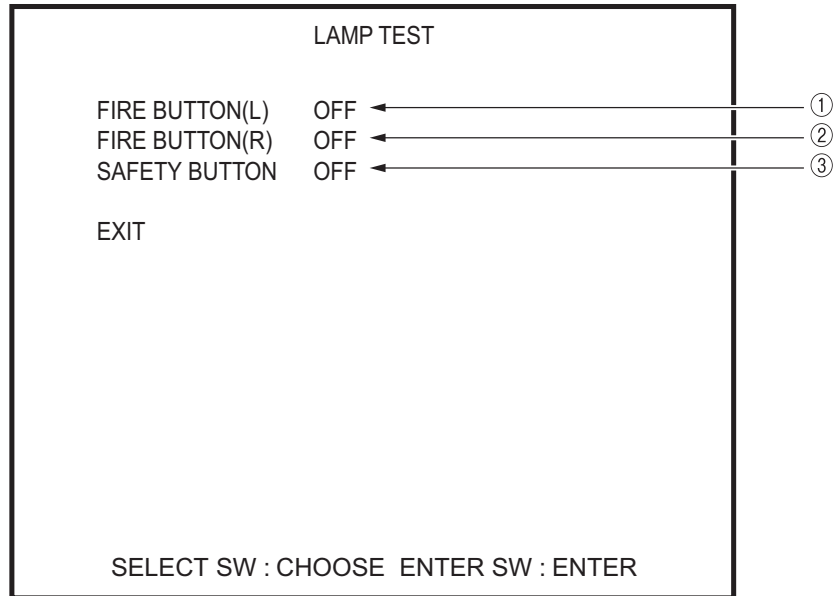 LAMP TEST
FIRE BUTTON(L) OFF ①
FIRE BUTTON(R) OFF ②
SAFETY BUTTON OFF ③
EXIT
SELECT SW : CHOOSE ENTER SW : ENTER